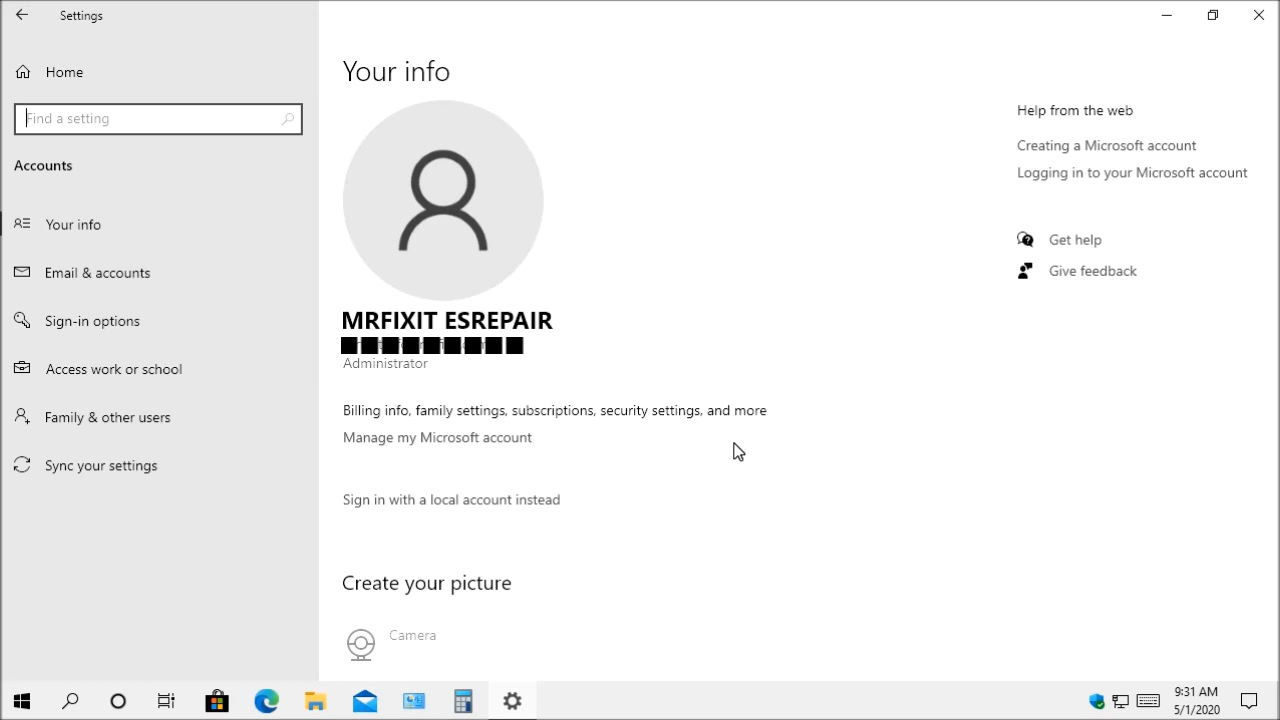 Settings
Home
Find a setting
Accounts
Your info
Email & accounts
Sign-in options
Access work or school
Family & other users
Sync your settings
Your info
MRFIXIT ESREPAIR
Administrator
Billing info, family settings, subscriptions, security settings, and more
Manage my Microsoft account
Sign in with a local account instead
Create your picture
Camera
Help from the web
Creating a Microsoft account
Logging in to your Microsoft account
Get help
Give feedback
9:31 AM
5/1/2020